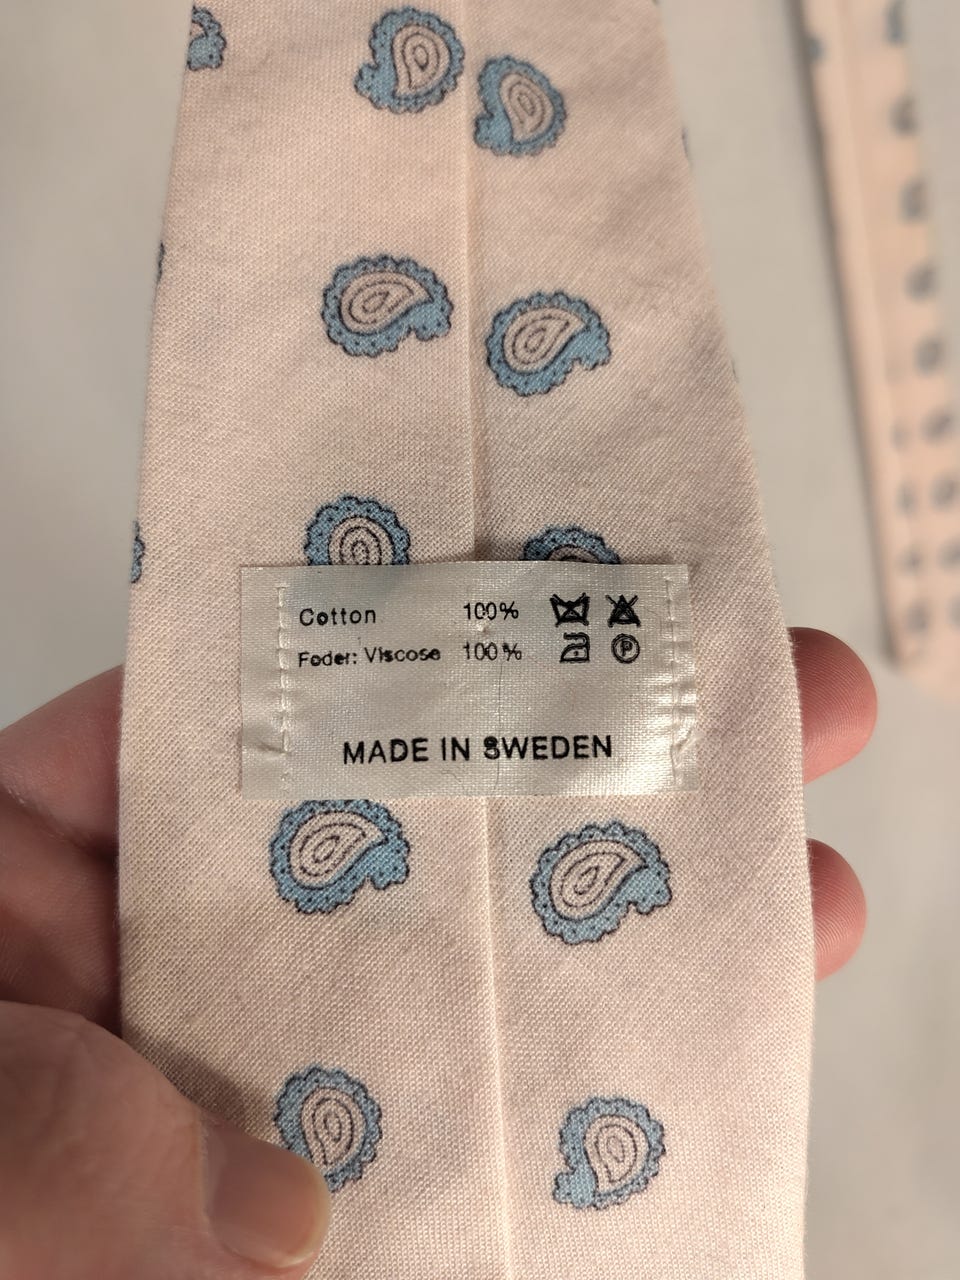 Cotton 100%
Foder: Viscose 100%
P
MADE IN SWEDEN